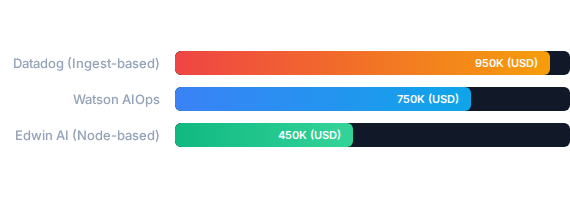 Datadog (Ingest-based) 950K (USD)
Watson AIOps 750K (USD)
Edwin AI (Node-based) 450K (USD)